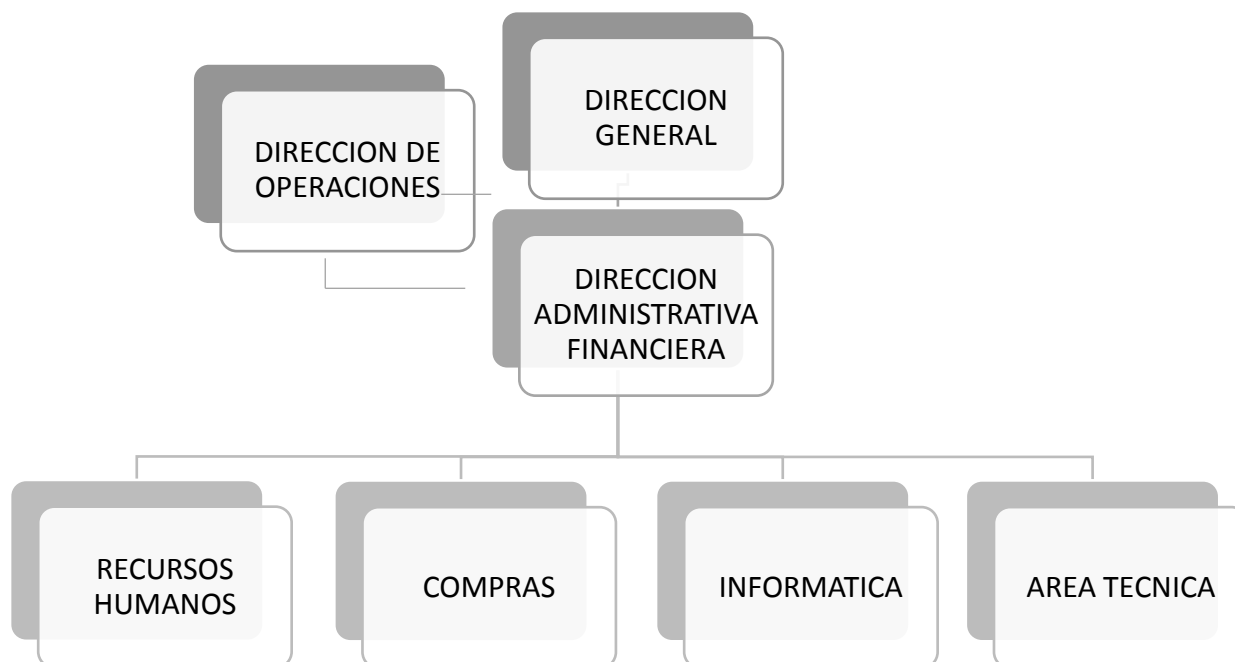 DIRECCION
GENERAL
DIRECCION DE
OPERACIONES
DIRECCION
ADMINISTRATIVA
FINANCIERA
RECURSOS
HUMANOS
COMPRAS
INFORMATICA
AREA TECNICA